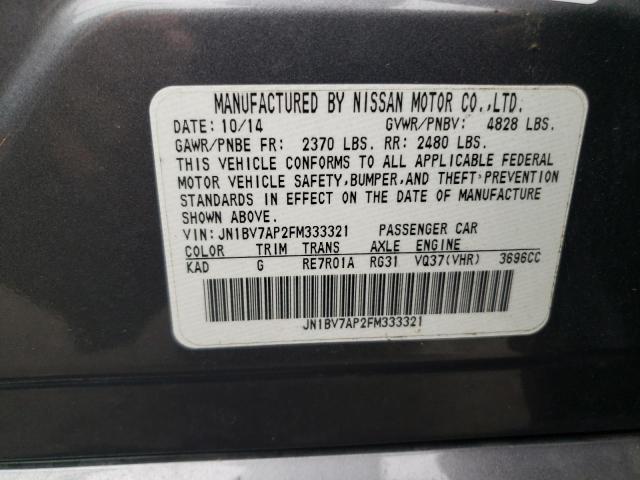 MANUFACTURED BY NISSAN MOTOR CO.,LTD.
DATE: 10/14 GVWR/PNBV: 4828 LBS.
GAWR/PNBE FR: 2370 LBS. RR: 2480 LBS.
THIS VEHICLE CONFORMS TO ALL APPLICABLE FEDERAL
MOTOR VEHICLE SAFETY,BUMPER,AND THEFT PREVENTION
STANDARDS IN EFFECT ON THE DATE OF MANUFACTURE
SHOWN ABOVE.
VIN:JN1BV7AP2FM333321 PASSENGER CAR
COLOR TRIM TRANS AXLE ENGINE
KAD G RE7R01A RG31 VQ37(VHR) 3696CC
JN1BV7AP2FM333321